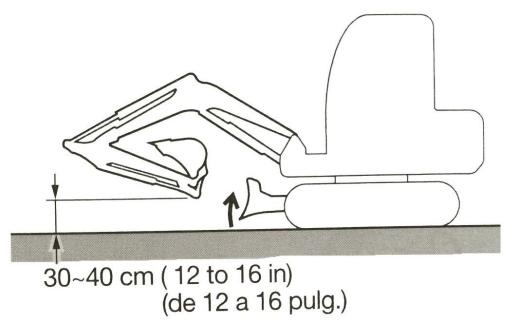 30~40 cm ( 12 to 16 in)
(de 12 a 16 pulg.)